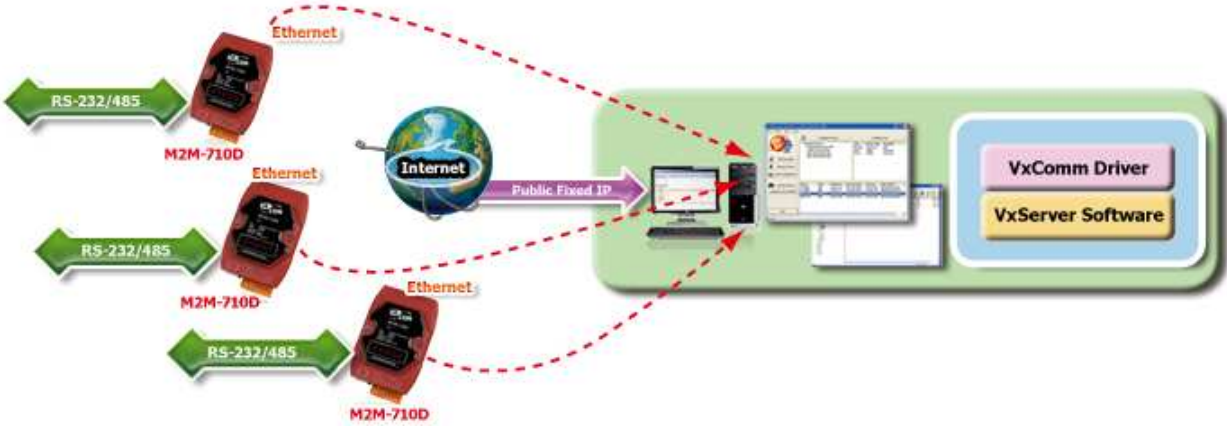 Ethernet
RS-232/485
M2M-710D
Ethernet
Internet
Public Fixed IP
VxComm Driver
VxServer Software
RS-232/485
M2M-710D
Ethernet
RS-232/485
M2M-710D